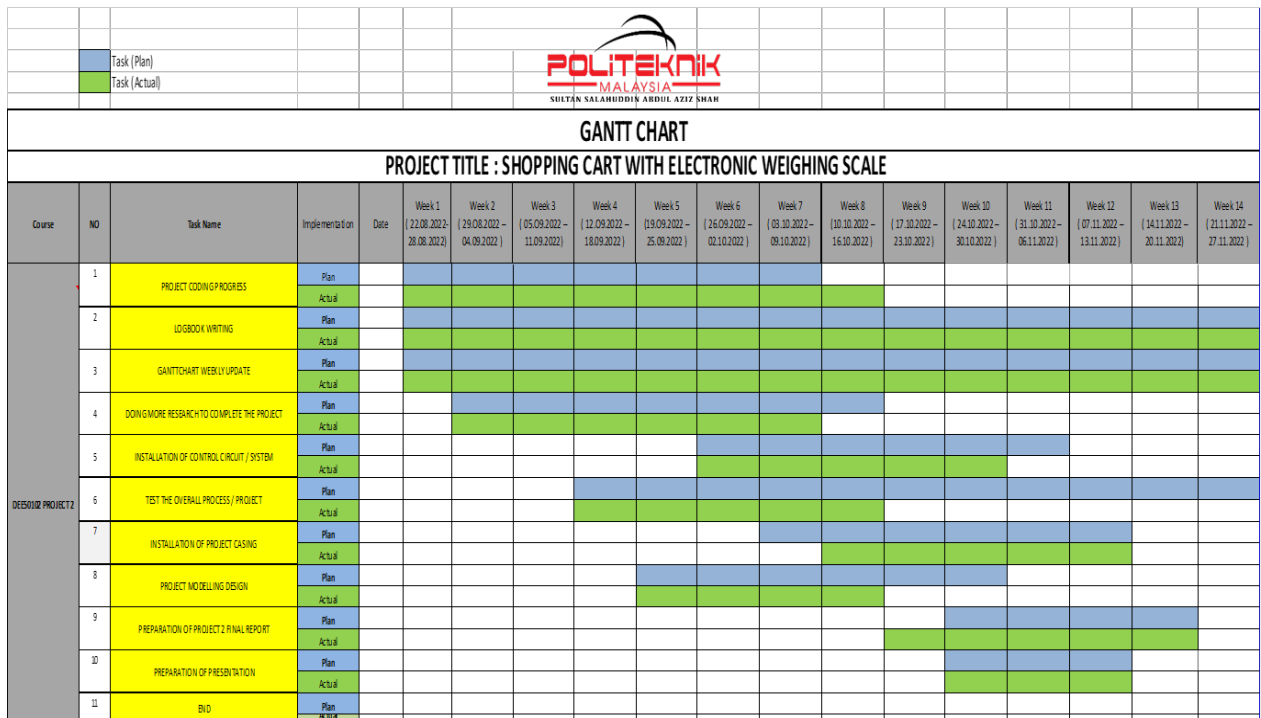 Task (Plan)
Task (Actual)
POLITEKNIK
MALAYSIA
SULTAN SALAHUDDIN ABDUL AZIZ SHAH
GANTT CHART
PROJECT TITLE : SHOPPING CART WITH ELECTRONIC WEIGHING SCALE
Course NO Task Name Implementation Date Week 1 ( 22.08.2022- 28.08.2022) Week 2 ( 29.08.2022 – 04.09.2022 ) Week 3 ( 05.09.2022 – 11.09.2022) Week 4 ( 12.09.2022 – 18.09.2022 ) Week 5 (19.09.2022 – 25.09.2022 ) Week 6 ( 26.09.2022 – 02.10.2022 ) Week 7 ( 03.10.2022 – 09.10.2022 ) Week 8 (10.10.2022 – 16.10.2022 ) Week 9 ( 17.10.2022 – 23.10.2022 ) Week 10 ( 24.10.2022 – 30.10.2022 ) Week 11 ( 31.10.2022 – 06.11.2022 ) Week 12 ( 07.11.2022 – 13.11.2022 ) Week 13 ( 14.11.2022 – 20.11.2022) Week 14 ( 21.11.2022 – 27.11.2022 )
DEE50102 PROJECT 2
1 PROJECT CODING PROGRESS Plan
Actual
2 LOGBOOK WRITING Plan
Actual
3 GANTTCHART WEEKLY UPDATE Plan
Actual
4 DOING MORE RESEARCH TO COMPLETE THE PROJECT Plan
Actual
5 INSTALLATION OF CONTROL CIRCUIT / SYSTEM Plan
Actual
6 TEST THE OVERALL PROCESS / PROJECT Plan
Actual
7 INSTALLATION OF PROJECT CASING Plan
Actual
8 PROJECT MODELLING DESIGN Plan
Actual
9 PREPARATION OF PROJECT 2 FINAL REPORT Plan
Actual
10 PREPARATION OF PRESENTATION Plan
Actual
11 END Plan
Actual